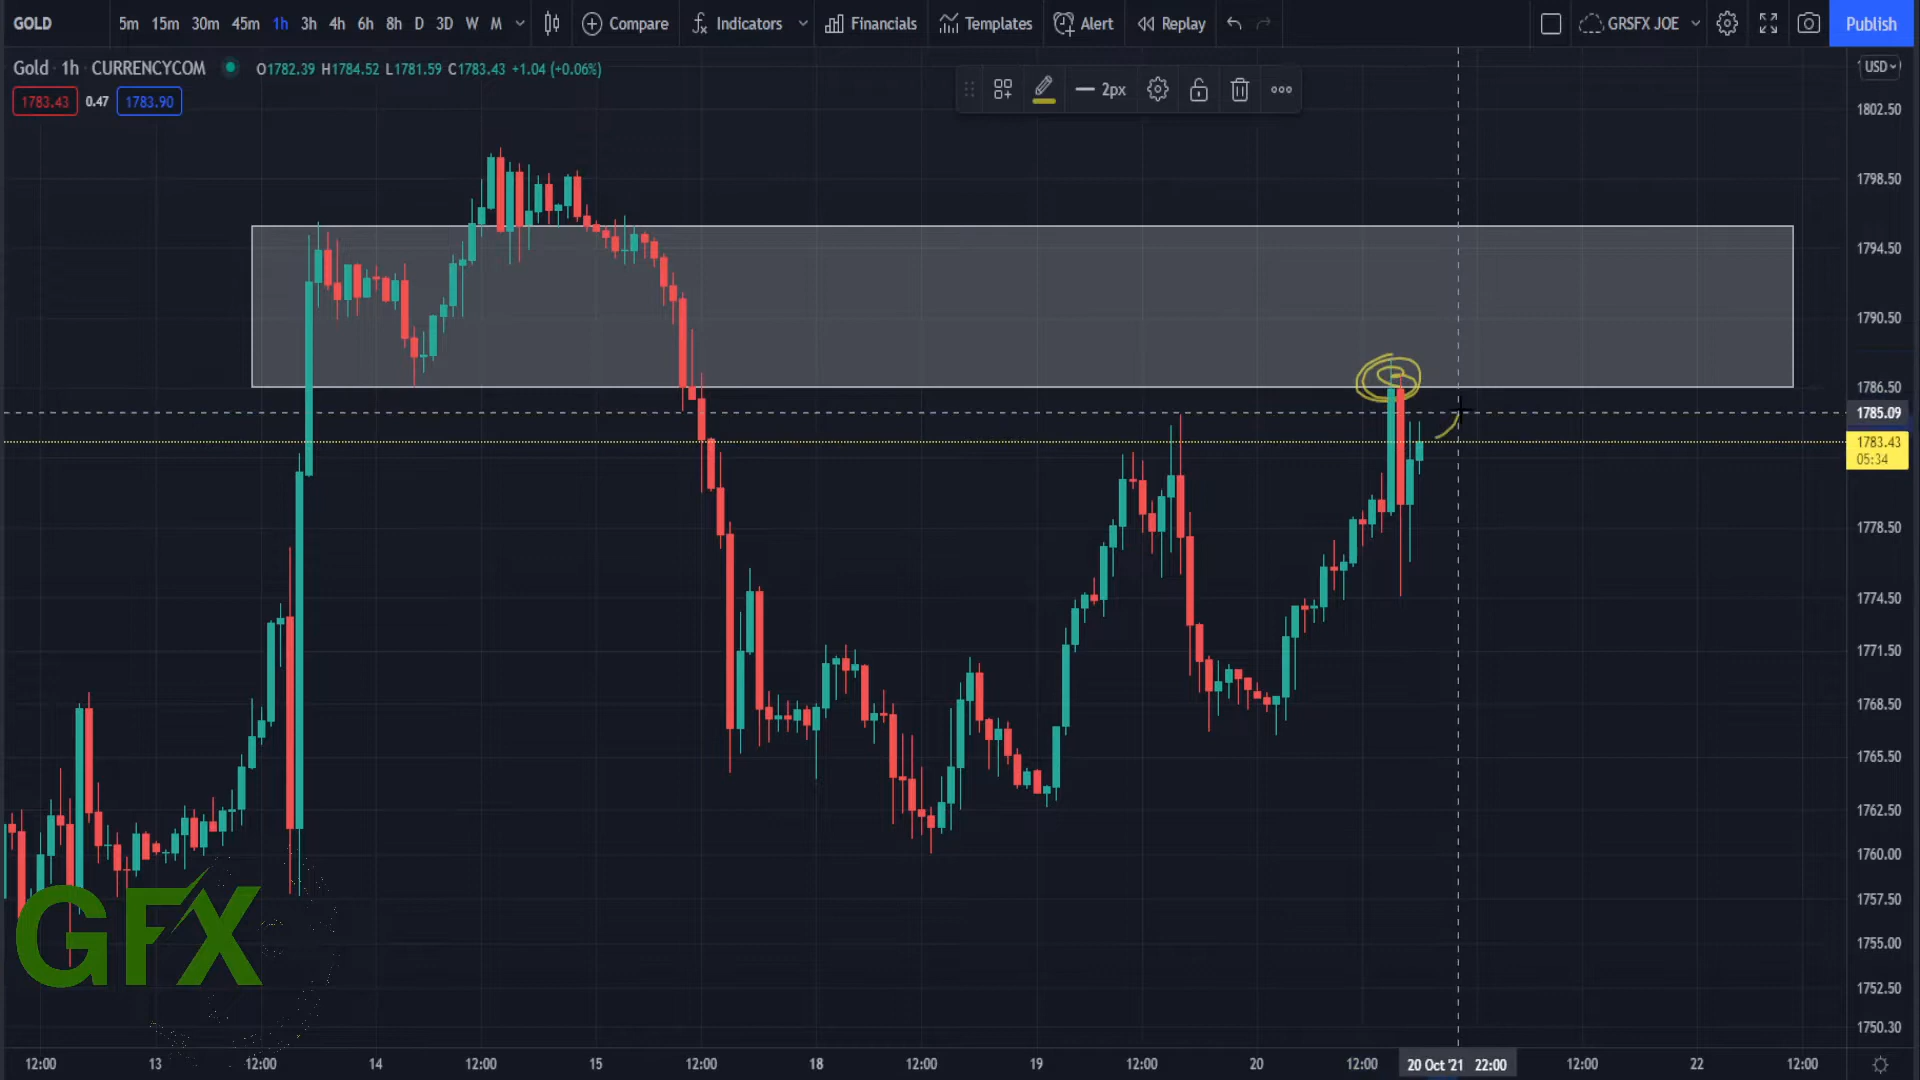 GOLD 5m 15m 30m 45m 1h 3h 4h 6h 8h D 3D W M Compare Indicators Financials Templates Alert Replay GRSFX JOE Publish
Gold · 1h · CURRENCYCOM O1782.39 H1784.52 L1781.59 C1783.43 +1.04 (+0.06%)
USD
1783.43 0.47 1783.90
2px
1802.50
1798.50
1794.50
1790.50
1786.50
1785.09
1783.43
05:34
1778.50
1774.50
1771.50
1768.50
1765.50
1762.50
1760.00
1757.50
1755.00
1752.50
1750.30
GFX
12:00 13 12:00 14 12:00 15 12:00 18 12:00 19 12:00 20 12:00 20 Oct '21 22:00 12:00 22 12:00